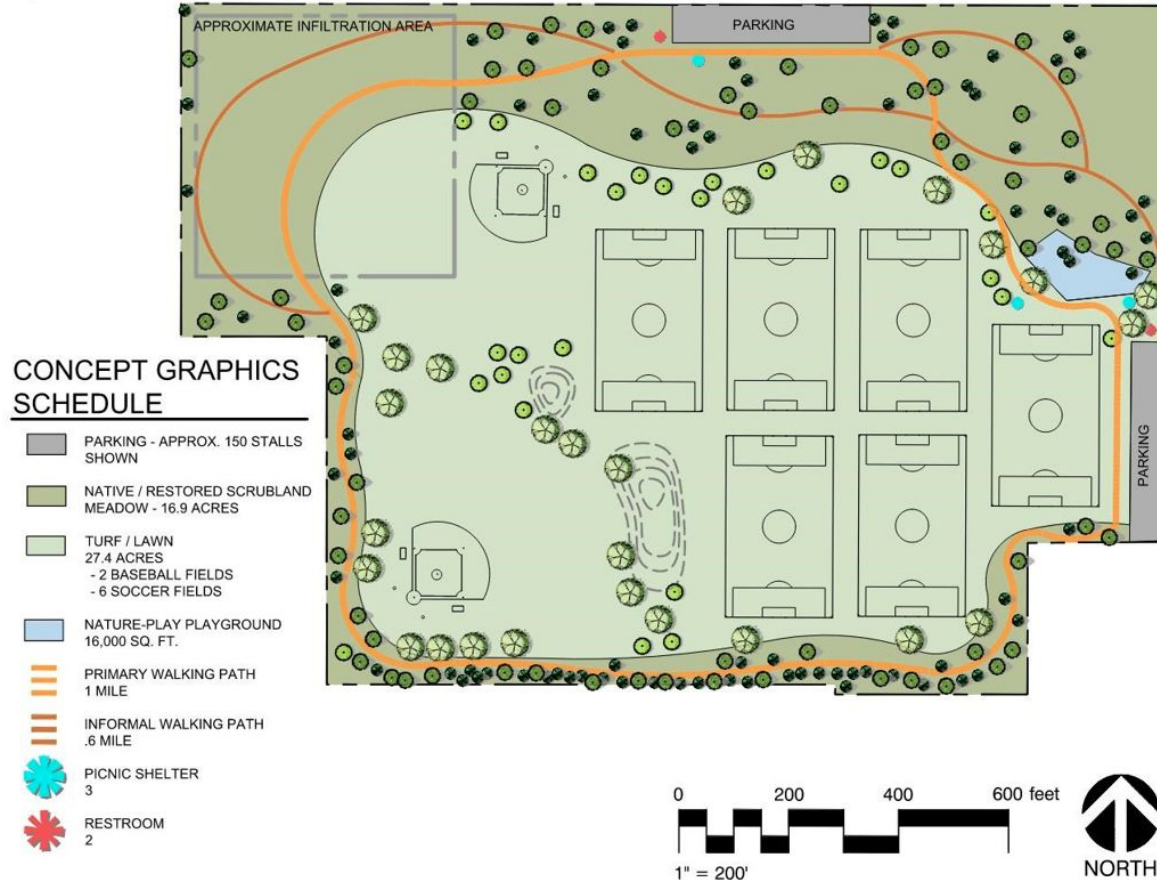 APPROXIMATE INFILTRATION AREA
PARKING
PARKING
CONCEPT GRAPHICS
SCHEDULE
PARKING - APPROX. 150 STALLS
SHOWN
NATIVE / RESTORED SCRUBLAND
MEADOW - 16.9 ACRES
TURF / LAWN
27.4 ACRES
- 2 BASEBALL FIELDS
- 6 SOCCER FIELDS
NATURE-PLAY PLAYGROUND
16,000 SQ. FT.
PRIMARY WALKING PATH
1 MILE
INFORMAL WALKING PATH
.6 MILE
PICNIC SHELTER
3
RESTROOM
2
0 200 400 600 feet
1" = 200'
NORTH